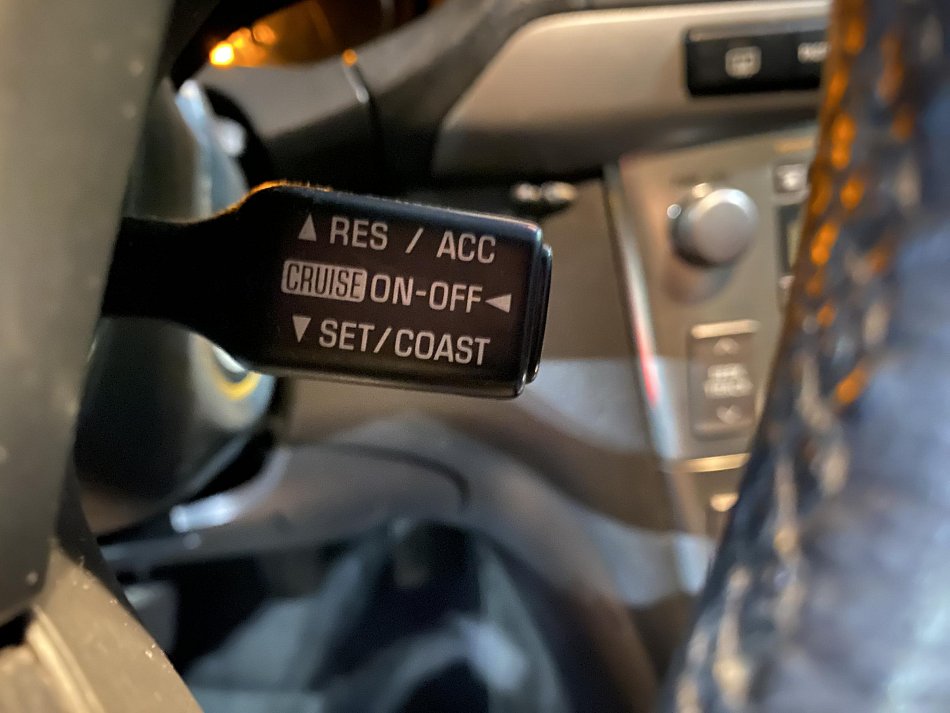 ▲ RES / ACC
CRUISE ON-OFF ◄
▼ SET/COAST